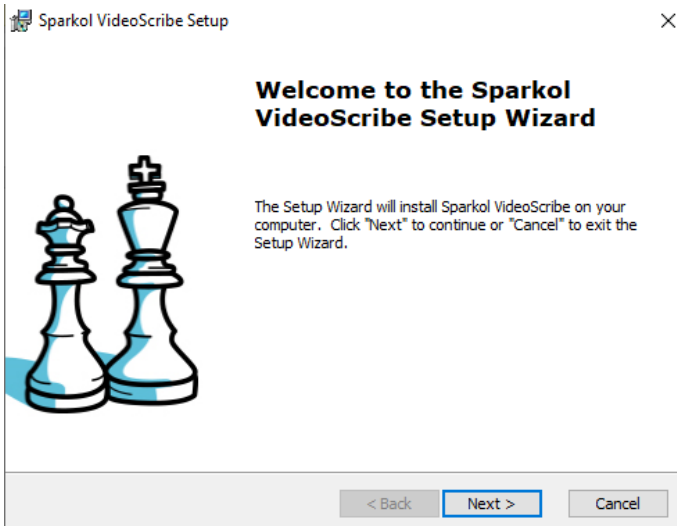 Sparkol VideoScribe Setup
Welcome to the Sparkol
VideoScribe Setup Wizard
The Setup Wizard will install Sparkol VideoScribe on your
computer. Click "Next" to continue or "Cancel" to exit the
Setup Wizard.
< Back Next > Cancel